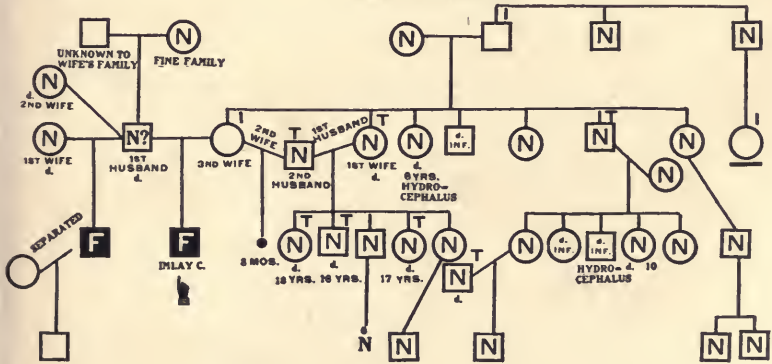 I
N
N
N
N
UNKNOWN TO
WIFE'S FAMILY
FINE FAMILY
N
d.
2ND WIFE
I
T
T
I
N
1ST WIFE
d.
N?
1ST
HUSBAND
d.
3ND WIFE
2ND
WIFE
T
N
2ND
HUSBAND
1ST
HUSBAND
N
1ST WIFE
d.
N
d.
6 YRS.
HYDRO-
CEPHALUS
d.
INF.
N
N
N
N
SEPARATED
F
F
IMLAY C.
8 MOS.
T
N
d.
18 YRS.
T
N
d.
16 YRS.
N
T
N
d.
17 YRS.
N
T
N
d.
N
N
d.
INF.
d.
INF.
HYDRO-
CEPHALUS
N
d. 10
N
N
N
N
N
N
N